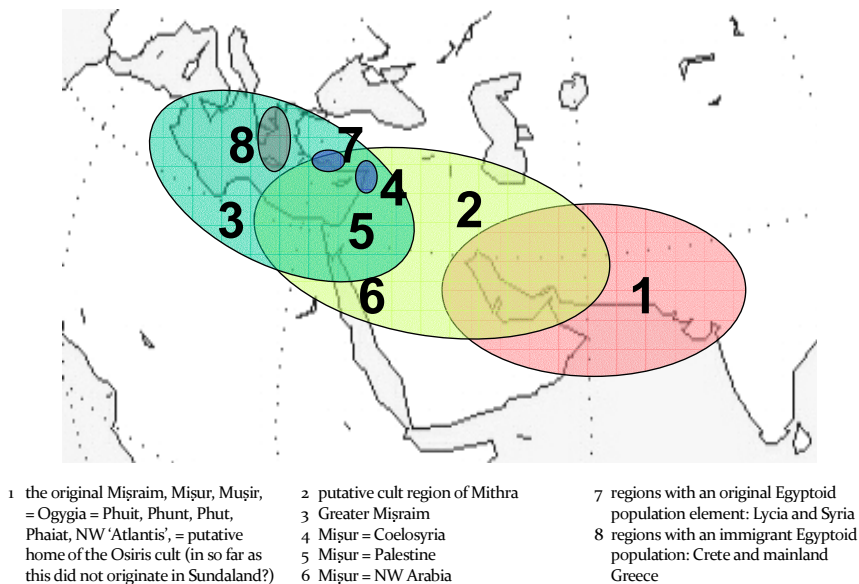 8
7
4
2
3
5
6
1
1 the original Miṣraim, Miṣur, Muṣir,
= Ogygia = Phuit, Phunt, Phut,
Phaiat, NW ‘Atlantis’, = putative
home of the Osiris cult (in so far as
this did not originate in Sundaland?)
2 putative cult region of Mithra
3 Greater Miṣraim
4 Miṣur = Coelosyria
5 Miṣur = Palestine
6 Miṣur = NW Arabia
7 regions with an original Egyptoid
population element: Lycia and Syria
8 regions with an immigrant Egyptoid
population: Crete and mainland
Greece